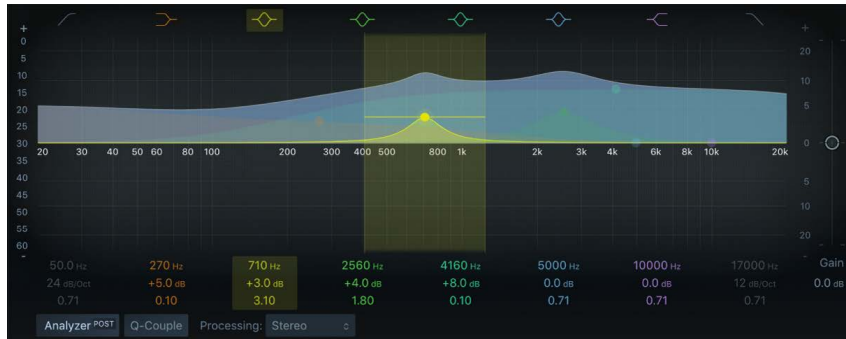 + +
0
5 20
10 10
15
20 5
25
30 20 30 40 50 60 80 100 200 300 400 500 800 1k 2k 3k 4k 6k 8k 10k 20k 0
35
40 5
45
50 10
55
60 20
- -
50.0 Hz 270 Hz 710 Hz 2560 Hz 4160 Hz 5000 Hz 10000 Hz 17000 Hz Gain
24 dB/Oct +5.0 dB +3.0 dB +4.0 dB +8.0 dB 0.0 dB 0.0 dB 12 dB/Oct 0.0 dB
0.71 0.10 3.10 1.80 0.10 0.71 0.71 0.71
Analyzer POST Q-Couple Processing: Stereo